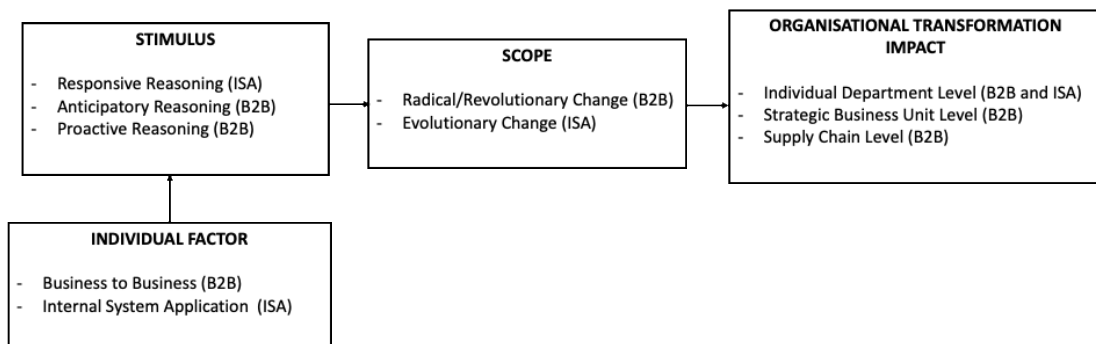 STIMULUS
- Responsive Reasoning (ISA)
- Anticipatory Reasoning (B2B)
- Proactive Reasoning (B2B)
SCOPE
- Radical/Revolutionary Change (B2B)
- Evolutionary Change (ISA)
ORGANISATIONAL TRANSFORMATION
IMPACT
- Individual Department Level (B2B and ISA)
- Strategic Business Unit Level (B2B)
- Supply Chain Level (B2B)
INDIVIDUAL FACTOR
- Business to Business (B2B)
- Internal System Application (ISA)